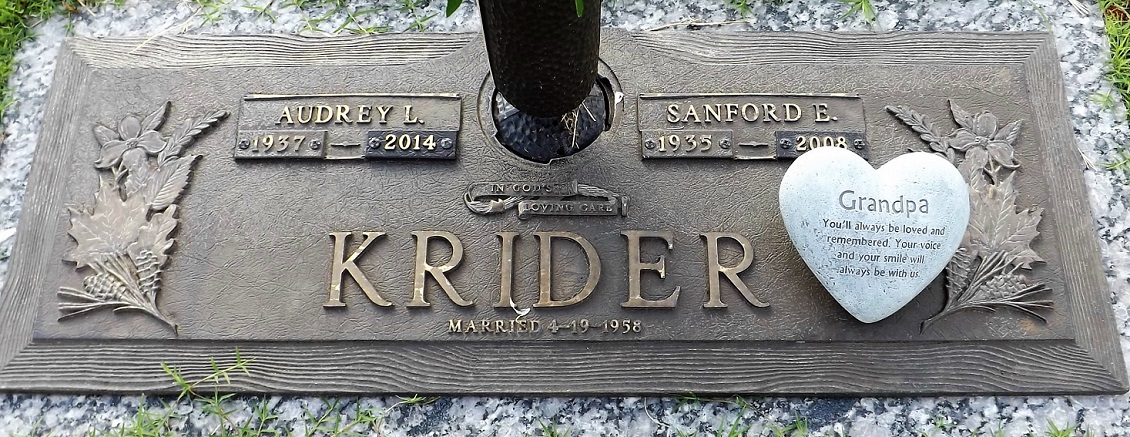 AUDREY L.
1937 2014
SANFORD E.
1935 2008
IN GOD'S
LOVING CARE
KRIDER
MARRIED 4-19-1958
Grandpa
You'll always be loved and
remembered. Your voice
and your smile will
always be with us.